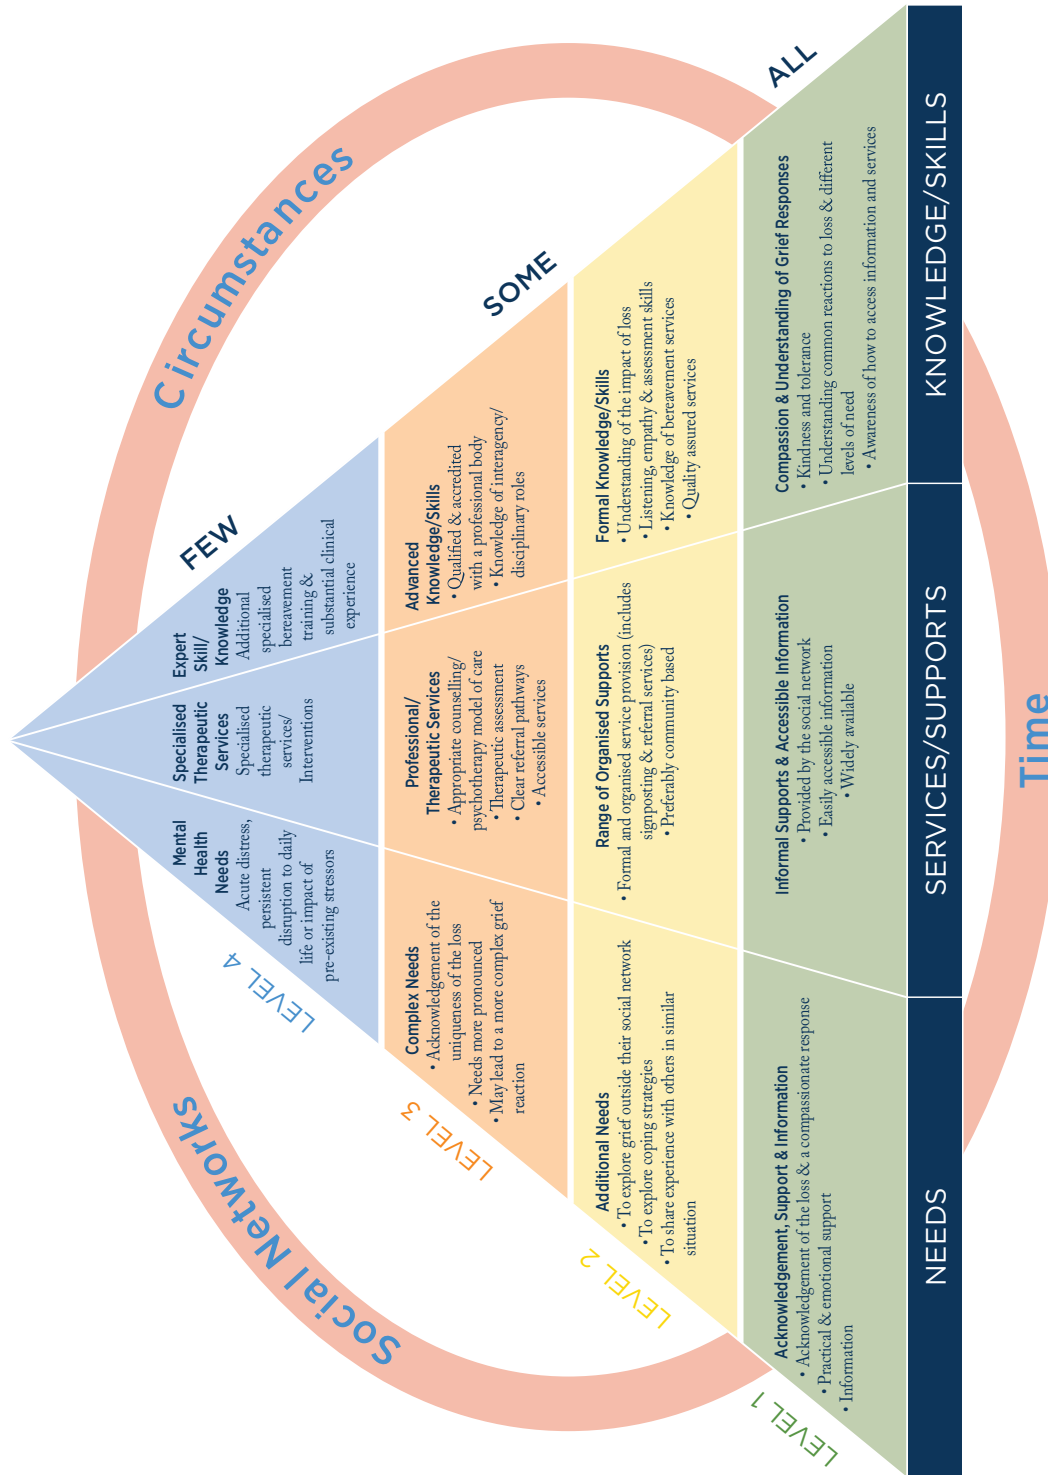 Social Networks
Circumstances
Time
FEW
SOME
ALL
LEVEL 4
Mental
Health
Needs
Acute distress,
persistent
disruption to daily
life or impact of
pre-existing stressors
Specialised
Therapeutic
Services
Specialised
therapeutic
services/
Interventions
Expert
Skill/
Knowledge
Additional
specialised
bereavement
training &
substantial clinical
experience
LEVEL 3
Complex Needs
• Acknowledgement of the
uniqueness of the loss
• Needs more pronounced
• May lead to a more complex grief
reaction
Professional/
Therapeutic Services
• Appropriate counselling/
psychotherapy model of care
• Therapeutic assessment
• Clear referral pathways
• Accessible services
Advanced
Knowledge/Skills
• Qualified & accredited
with a professional body
• Knowledge of interagency/
disciplinary roles
LEVEL 2
Additional Needs
• To explore grief outside their social network
• To explore coping strategies
• To share experience with others in similar
situation
Range of Organised Supports
• Formal and organised service provision (includes
signposting & referral services)
• Preferably community based
Formal Knowledge/Skills
• Understanding of the impact of loss
• Listening, empathy & assessment skills
• Knowledge of bereavement services
• Quality assured services
LEVEL 1
Acknowledgement, Support & Information
• Acknowledgement of the loss & a compassionate response
• Practical & emotional support
• Information
Informal Supports & Accessible Information
• Provided by the social network
• Easily accessible information
• Widely available
Compassion & Understanding of Grief Responses
• Kindness and tolerance
• Understanding common reactions to loss & different
levels of need
• Awareness of how to access information and services
NEEDS
SERVICES/SUPPORTS
KNOWLEDGE/SKILLS